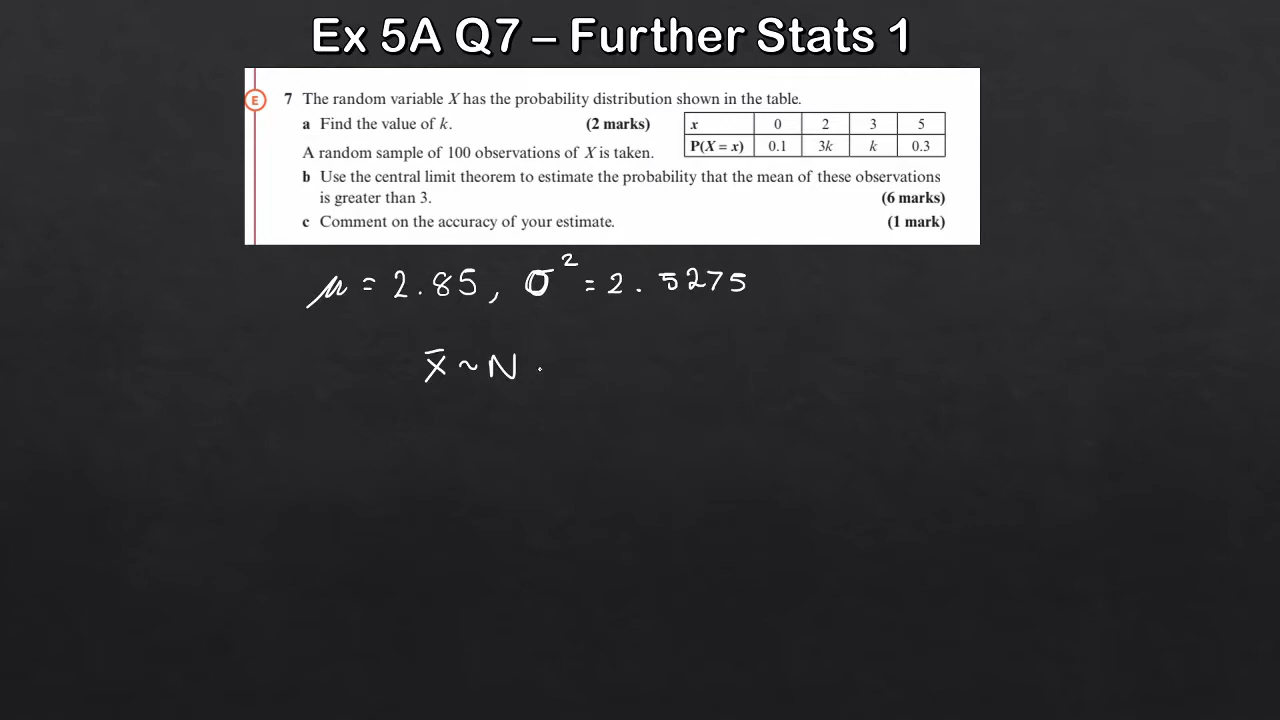 Ex 5A Q7 – Further Stats 1
E 7 The random variable X has the probability distribution shown in the table.
a Find the value of k. (2 marks)
x 0 2 3 5
P(X = x) 0.1 3k k 0.3
A random sample of 100 observations of X is taken.
b Use the central limit theorem to estimate the probability that the mean of these observations
is greater than 3. (6 marks)
c Comment on the accuracy of your estimate. (1 mark)
μ = 2.85, σ² = 2.5275
X̄ ~ N